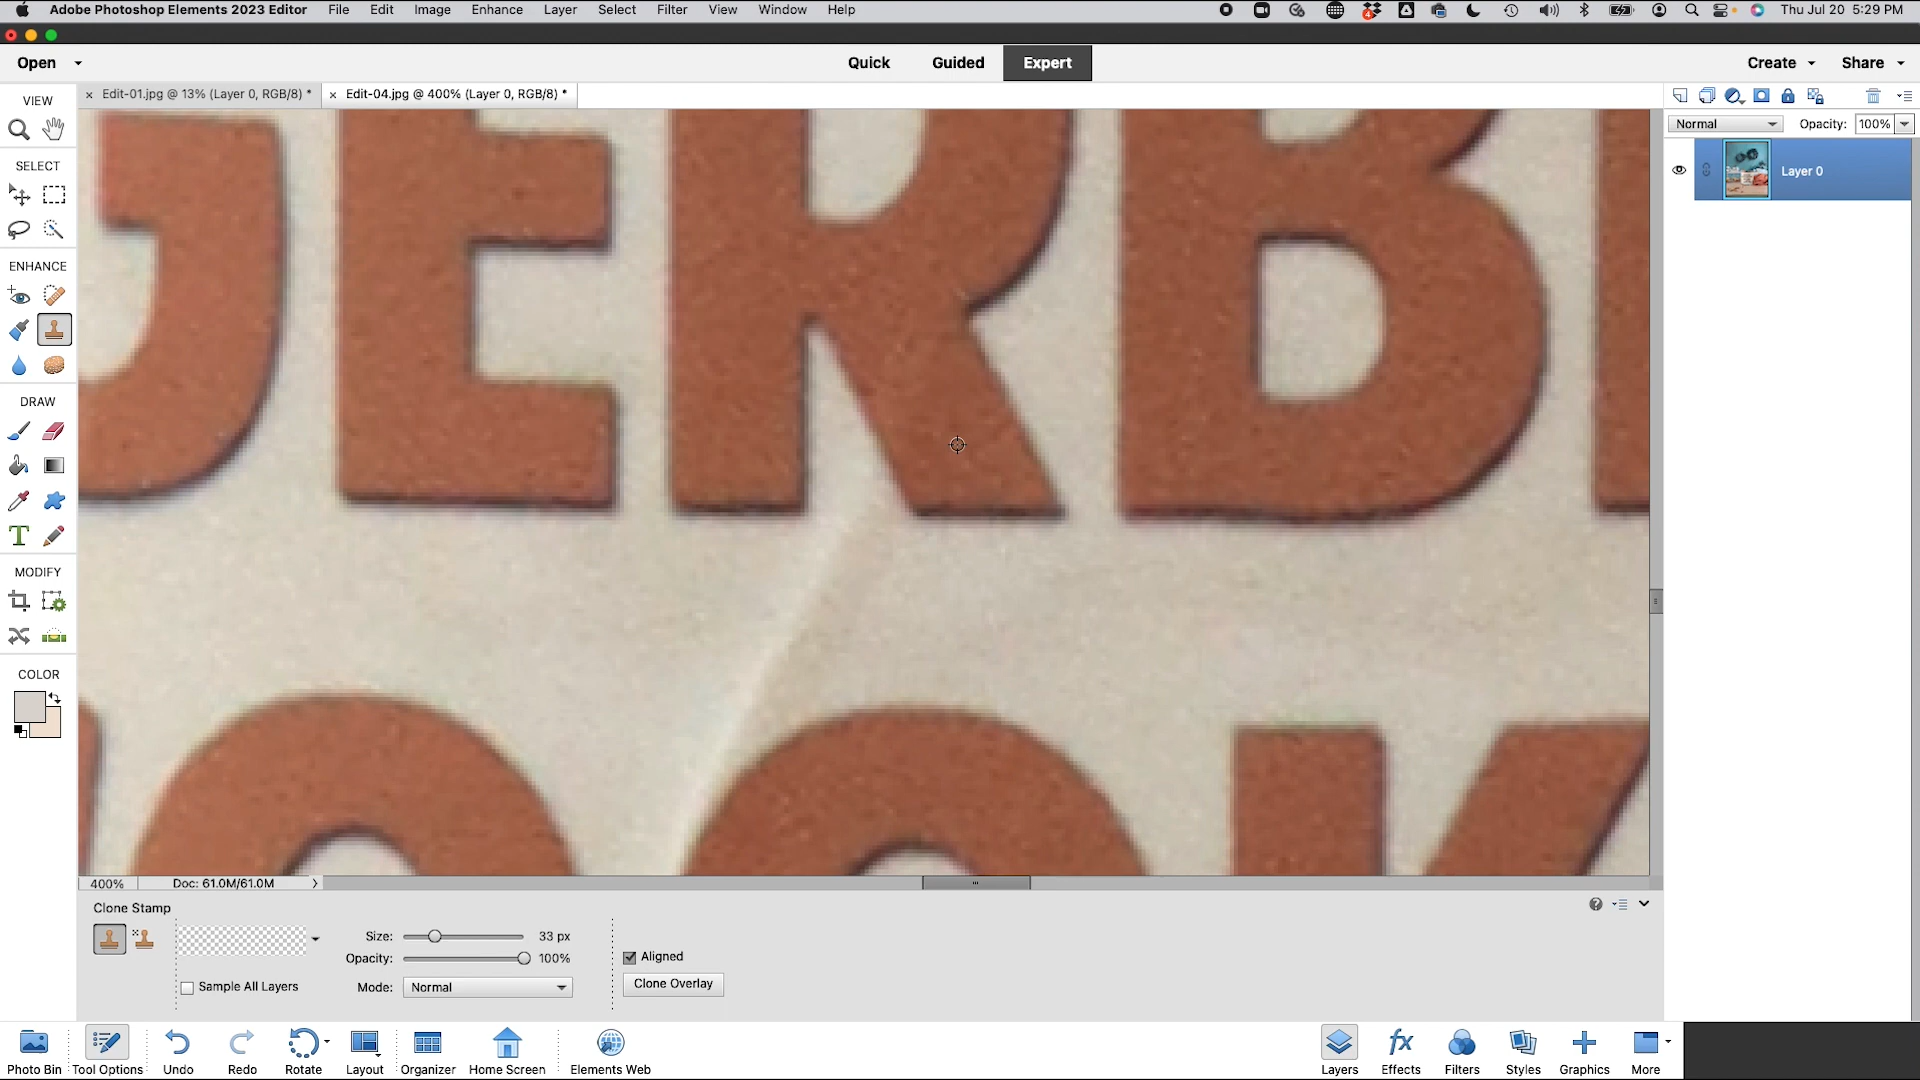 Adobe Photoshop Elements 2023 Editor File Edit Image Enhance Layer Select Filter View Window Help 4 Thu Jul 20 5:29 PM
Open Quick Guided Expert Create Share
VIEW
× Edit-01.jpg @ 13% (Layer 0, RGB/8) * × Edit-04.jpg @ 400% (Layer 0, RGB/8) *
Normal Opacity: 100%
SELECT
Layer 0
ENHANCE
DRAW
T
MODIFY
COLOR
GERB
OOK
400% Doc: 61.0M/61.0M >
Clone Stamp
Size: 33 px
Opacity: 100%
Aligned
Sample All Layers Mode: Normal Clone Overlay
fx
Photo Bin Tool Options Undo Redo Rotate Layout Organizer Home Screen Elements Web Layers Effects Filters Styles Graphics More